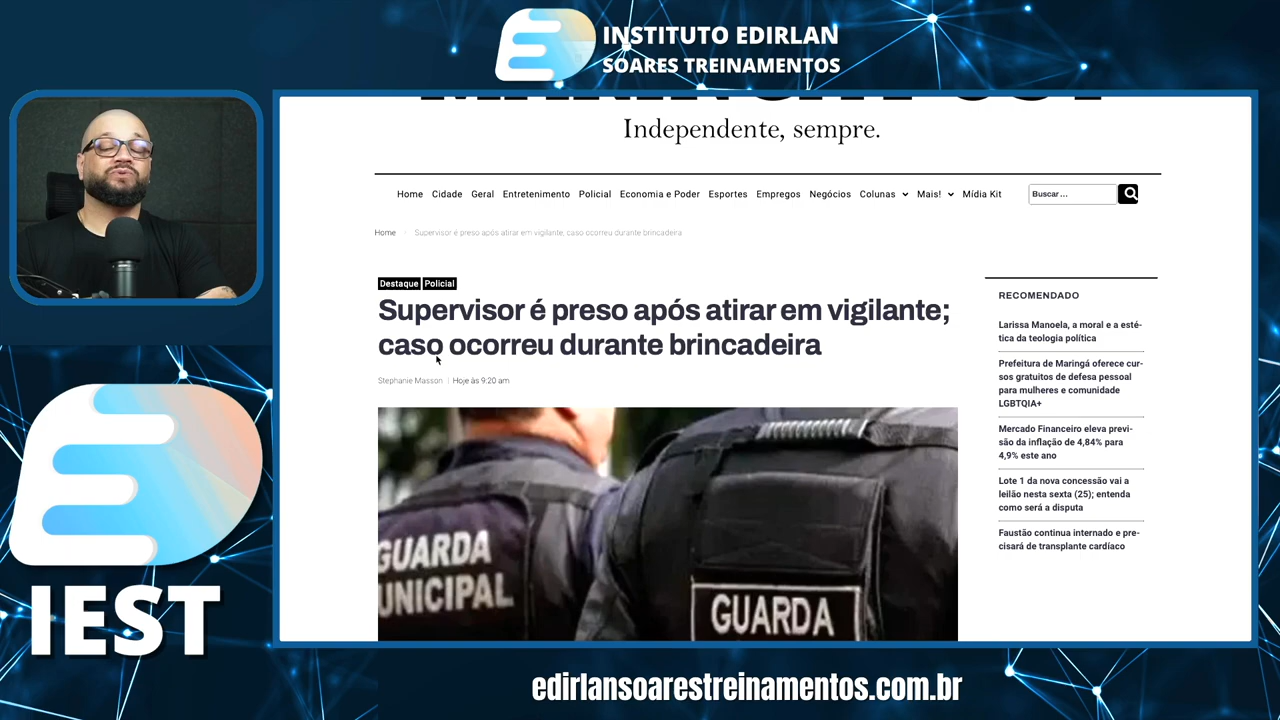 INSTITUTO EDIRLAN
SOARES TREINAMENTOS
Independente, sempre.
Home Cidade Geral Entretenimento Policial Economia e Poder Esportes Empregos Negócios Colunas Mais! Mídia Kit
Buscar ...
Home / Supervisor é preso após atirar em vigilante; caso ocorreu durante brincadeira
Destaque Policial
Supervisor é preso após atirar em vigilante;
caso ocorreu durante brincadeira
Stephanie Masson | Hoje às 9:20 am
GUARDA
UNICIPAL
GUARDA
RECOMENDADO
Larissa Manoela, a moral e a esté-
tica da teologia política
Prefeitura de Maringá oferece cur-
sos gratuitos de defesa pessoal
para mulheres e comunidade
LGBTQIA+
Mercado Financeiro eleva previ-
são da inflação de 4,84% para
4,9% este ano
Lote 1 da nova concessão vai a
leilão nesta sexta (25); entenda
como será a disputa
Faustão continua internado e pre-
cisará de transplante cardíaco
IEST
edirlansoarestreinamentos.com.br